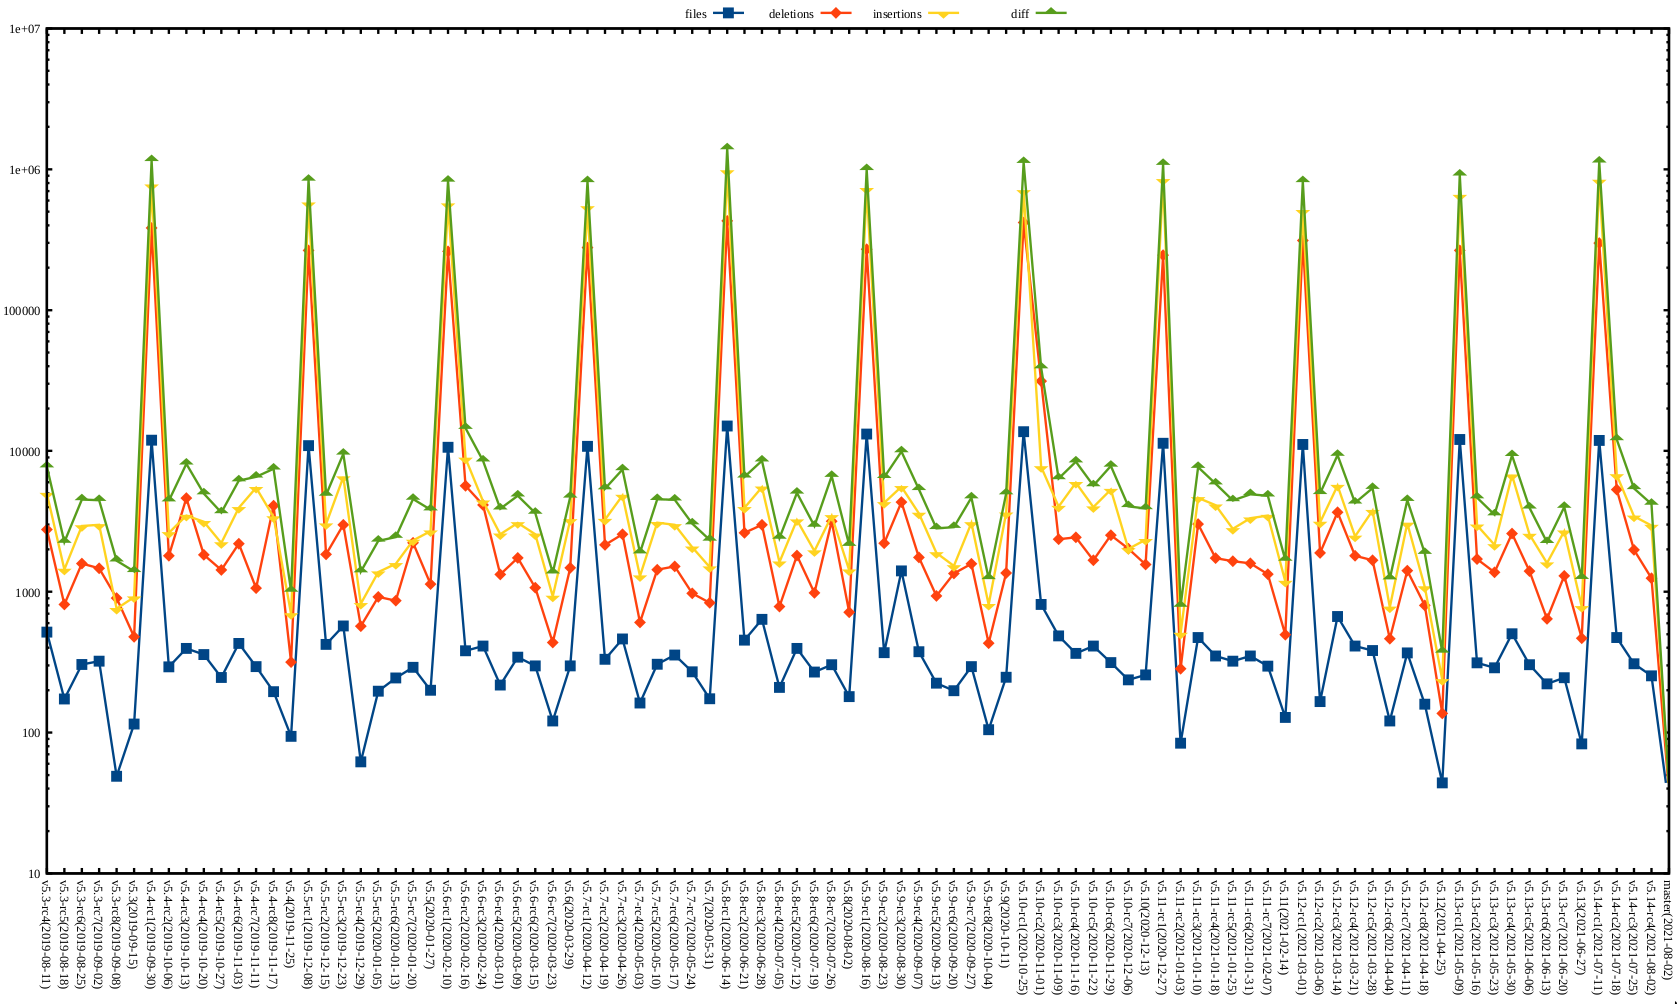 files deletions insertions diff
1e+07
1e+06
100000
10000
1000
100
10
v5.3-rc4(2019-08-11)
v5.3-rc5(2019-08-18)
v5.3-rc6(2019-08-25)
v5.3-rc7(2019-09-02)
v5.3-rc8(2019-09-08)
v5.3(2019-09-15)
v5.4-rc1(2019-09-30)
v5.4-rc2(2019-10-06)
v5.4-rc3(2019-10-13)
v5.4-rc4(2019-10-20)
v5.4-rc5(2019-10-27)
v5.4-rc6(2019-11-03)
v5.4-rc7(2019-11-11)
v5.4-rc8(2019-11-17)
v5.4(2019-11-25)
v5.5-rc1(2019-12-08)
v5.5-rc2(2019-12-15)
v5.5-rc3(2019-12-23)
v5.5-rc4(2019-12-29)
v5.5-rc5(2020-01-05)
v5.5-rc6(2020-01-13)
v5.5-rc7(2020-01-20)
v5.5(2020-01-27)
v5.6-rc1(2020-02-10)
v5.6-rc2(2020-02-16)
v5.6-rc3(2020-02-24)
v5.6-rc4(2020-03-01)
v5.6-rc5(2020-03-09)
v5.6-rc6(2020-03-15)
v5.6-rc7(2020-03-23)
v5.6(2020-03-29)
v5.7-rc1(2020-04-12)
v5.7-rc2(2020-04-19)
v5.7-rc3(2020-04-26)
v5.7-rc4(2020-05-03)
v5.7-rc5(2020-05-10)
v5.7-rc6(2020-05-17)
v5.7-rc7(2020-05-24)
v5.7(2020-05-31)
v5.8-rc1(2020-06-14)
v5.8-rc2(2020-06-21)
v5.8-rc3(2020-06-28)
v5.8-rc4(2020-07-05)
v5.8-rc5(2020-07-12)
v5.8-rc6(2020-07-19)
v5.8-rc7(2020-07-26)
v5.8(2020-08-02)
v5.9-rc1(2020-08-16)
v5.9-rc2(2020-08-23)
v5.9-rc3(2020-08-30)
v5.9-rc4(2020-09-07)
v5.9-rc5(2020-09-13)
v5.9-rc6(2020-09-20)
v5.9-rc7(2020-09-27)
v5.9-rc8(2020-10-04)
v5.9(2020-10-11)
v5.10-rc1(2020-10-25)
v5.10-rc2(2020-11-01)
v5.10-rc3(2020-11-09)
v5.10-rc4(2020-11-16)
v5.10-rc5(2020-11-22)
v5.10-rc6(2020-11-29)
v5.10-rc7(2020-12-06)
v5.10(2020-12-13)
v5.11-rc1(2020-12-27)
v5.11-rc2(2021-01-03)
v5.11-rc3(2021-01-10)
v5.11-rc4(2021-01-18)
v5.11-rc5(2021-01-25)
v5.11-rc6(2021-01-31)
v5.11-rc7(2021-02-07)
v5.11(2021-02-14)
v5.12-rc1(2021-03-01)
v5.12-rc2(2021-03-06)
v5.12-rc3(2021-03-14)
v5.12-rc4(2021-03-21)
v5.12-rc5(2021-03-28)
v5.12-rc6(2021-04-04)
v5.12-rc7(2021-04-11)
v5.12-rc8(2021-04-18)
v5.12(2021-04-25)
v5.13-rc1(2021-05-09)
v5.13-rc2(2021-05-16)
v5.13-rc3(2021-05-23)
v5.13-rc4(2021-05-30)
v5.13-rc5(2021-06-06)
v5.13-rc6(2021-06-13)
v5.13-rc7(2021-06-20)
v5.13(2021-06-27)
v5.14-rc1(2021-07-11)
v5.14-rc2(2021-07-18)
v5.14-rc3(2021-07-25)
v5.14-rc4(2021-08-02)
master(2021-08-02)